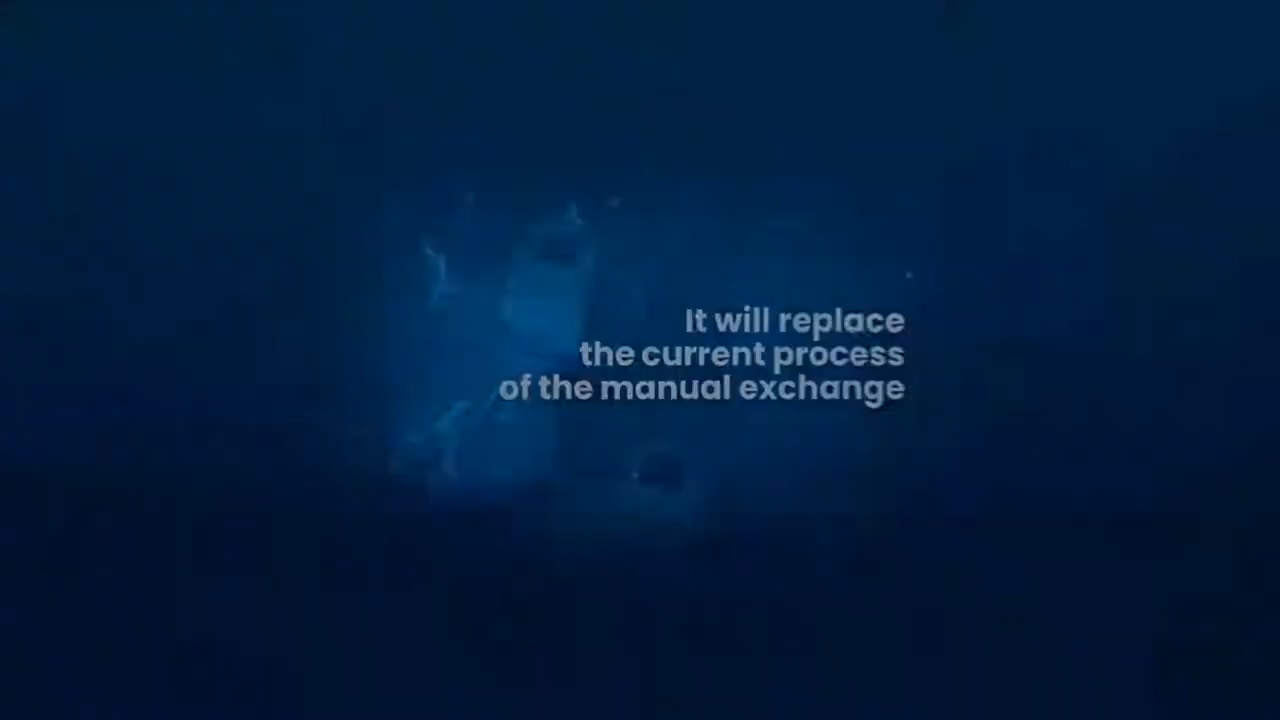 It will replace
the current process
of the manual exchange